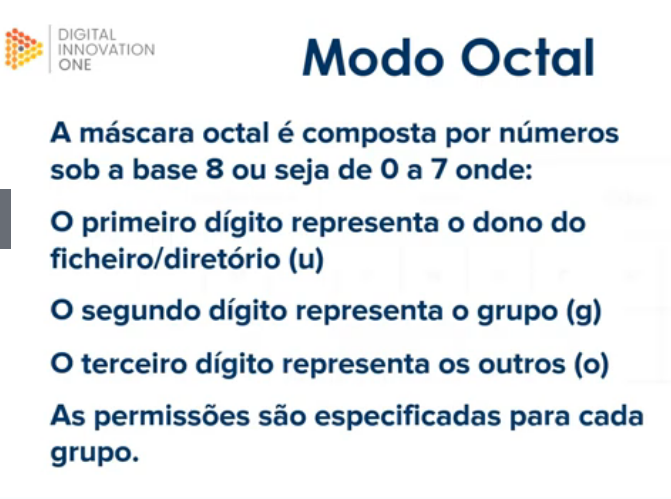 DIGITAL
INNOVATION
ONE
Modo Octal
A máscara octal é composta por números
sob a base 8 ou seja de 0 a 7 onde:
O primeiro dígito representa o dono do
ficheiro/diretório (u)
O segundo dígito representa o grupo (g)
O terceiro dígito representa os outros (o)
As permissões são especificadas para cada
grupo.